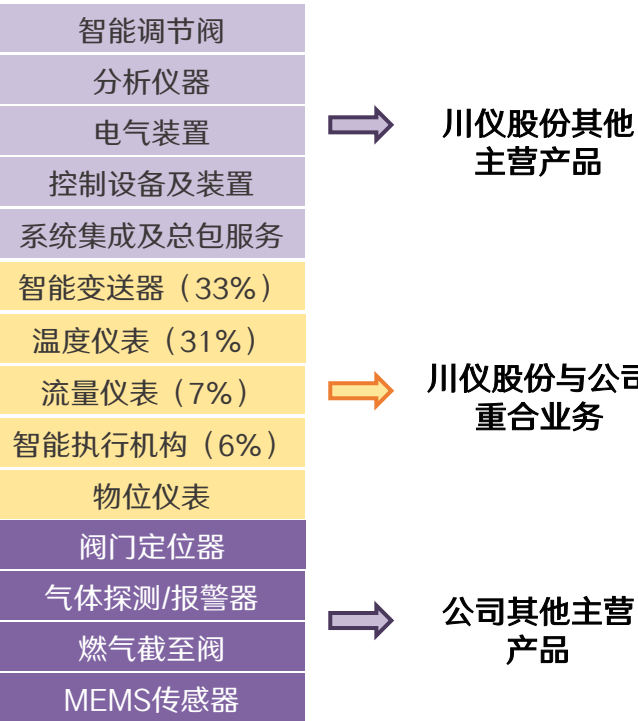 智能调节阀
分析仪器
电气装置
控制设备及装置
系统集成及总包服务
川仪股份其他
主营产品
智能变送器（33%）
温度仪表（31%）
流量仪表（7%）
智能执行机构（6%）
物位仪表
川仪股份与公司
重合业务
阀门定位器
气体探测/报警器
燃气截至阀
MEMS传感器
公司其他主营
产品